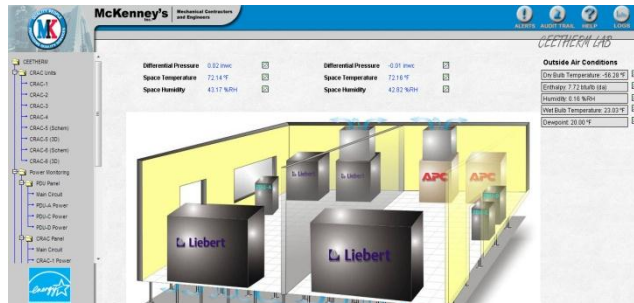 McKenney's
Mechanical Contractors
and Engineers
ALERTS
AUDIT TRAIL
HELP
CEETHERM LAB
CEETHERM
CRAC Units
CRAC-1
CRAC-2
CRAC-3
CRAC-4
CRAC-5 (Schem)
CRAC-5 (3D)
CRAC-6 (Schem)
CRAC-6 (3D)
Power Monitoring
PDU Panel
Main Circuit
PDU-A Power
PDU-C Power
PDU-D Power
CRAC Panel
Main Circuit
CRAC-1 Power
Differential Pressure 0.02 inwc
Space Temperature 72.14 °F
Space Humidity 43.17 %RH
Differential Pressure -0.01 inwc
Space Temperature 72.16 °F
Space Humidity 42.82 %RH
Outside Air Conditions
Dry Bulb Temperature: -56.28 °F
Enthalpy: 7.72 btu/lb (da)
Humidity: 0.16 %RH
Wet Bulb Temperature: 23.03 °F
Dewpoint: 20.00 °F
Liebert
Liebert
APC
APC
Liebert
Liebert